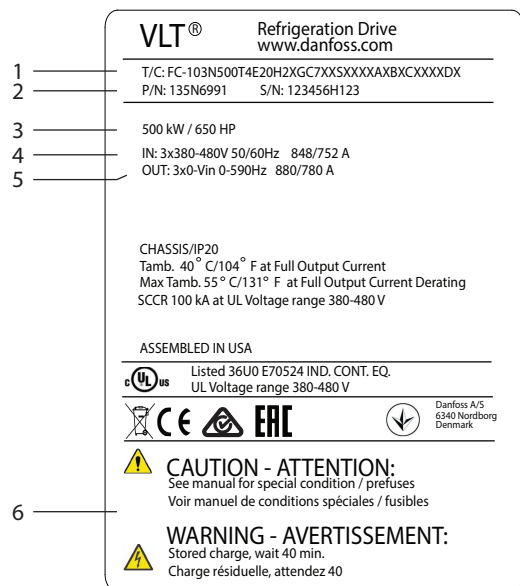 VLT® Refrigeration Drive
www.danfoss.com
1 T/C: FC-103N500T4E20H2XGC7XXSXXXXAXBXCXXXXDX
2 P/N: 135N6991 S/N: 123456H123
3 500 kW / 650 HP
4 IN: 3x380-480V 50/60Hz 848/752 A
5 OUT: 3x0-Vin 0-590Hz 880/780 A
CHASSIS/IP20
Tamb. 40° C/104° F at Full Output Current
Max Tamb. 55° C/131° F at Full Output Current Derating
SCCR 100 kA at UL Voltage range 380-480 V
ASSEMBLED IN USA
c UL us Listed 36U0 E70524 IND. CONT. EQ.
UL Voltage range 380-480 V
CE EAC
Danfoss A/S
6340 Nordborg
Denmark
CAUTION - ATTENTION:
See manual for special condition / prefuses
Voir manuel de conditions spéciales / fusibles
6
WARNING - AVERTISSEMENT:
Stored charge, wait 40 min.
Charge résiduelle, attendez 40